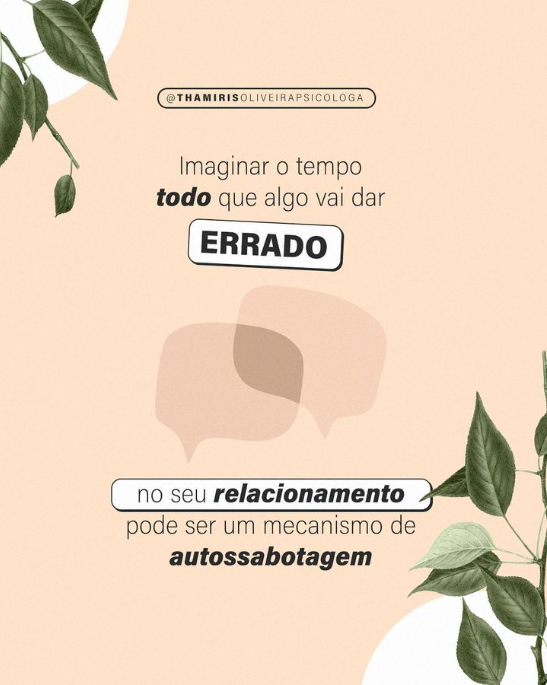 @THAMIRISOLIVEIRAPSICOLOGA
Imaginar o tempo
todo que algo vai dar
ERRADO
no seu relacionamento
pode ser um mecanismo de
autossabotagem